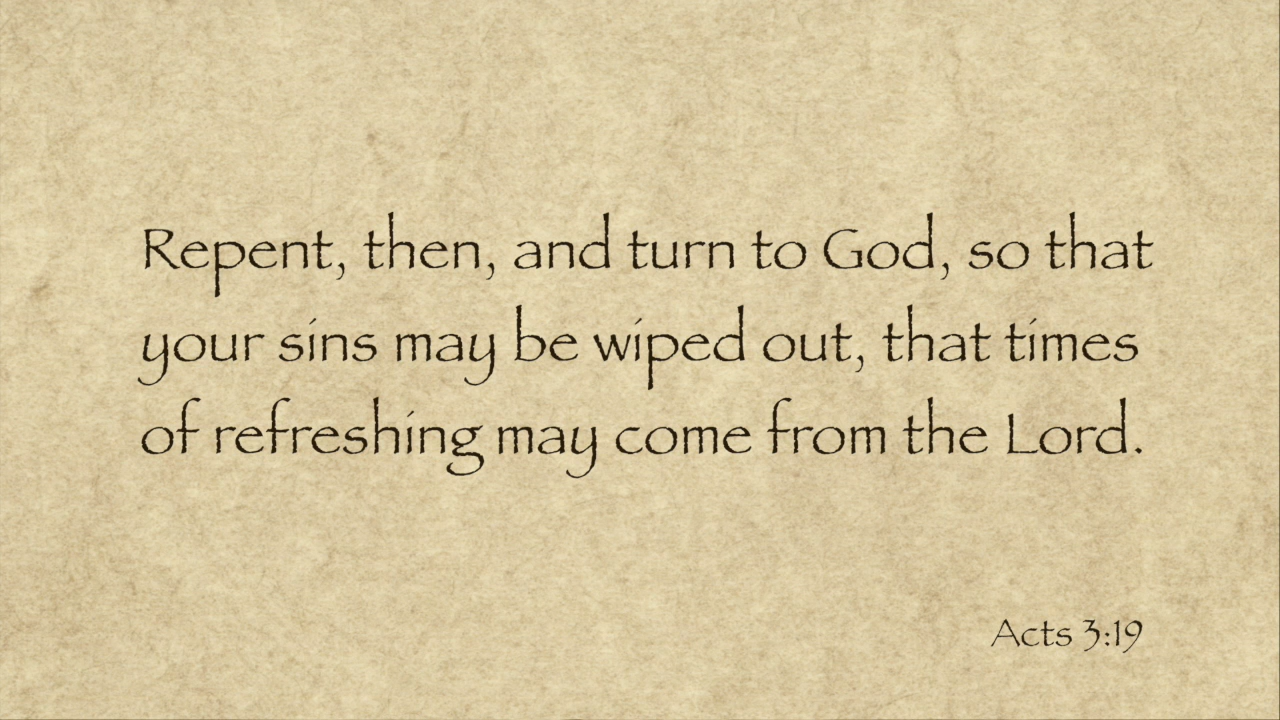 Repent, then, and turn to God, so that
your sins may be wiped out, that times
of refreshing may come from the Lord.
Acts 3:19